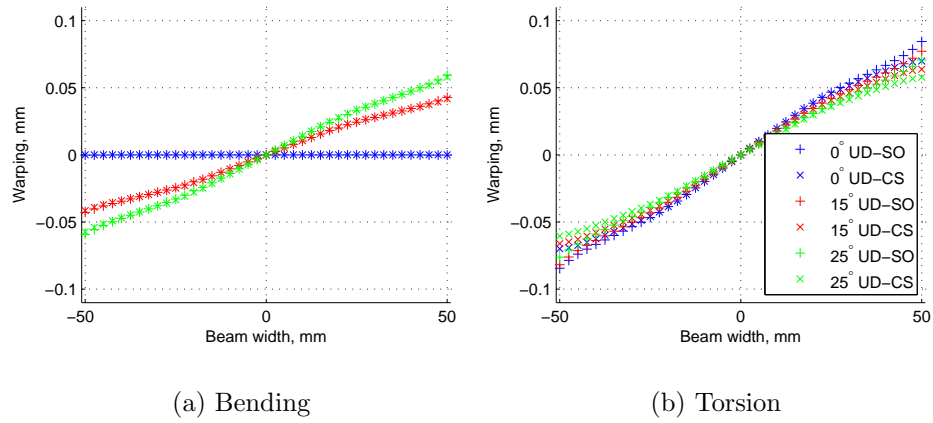 0.1
0.05
0
−0.05
−0.1
Warping, mm
−50
0
50
Beam width, mm
(a) Bending
0.1
0.05
0
−0.05
−0.1
Warping, mm
−50
0
50
Beam width, mm
0° UD−SO
0° UD−CS
15° UD−SO
15° UD−CS
25° UD−SO
25° UD−CS
(b) Torsion